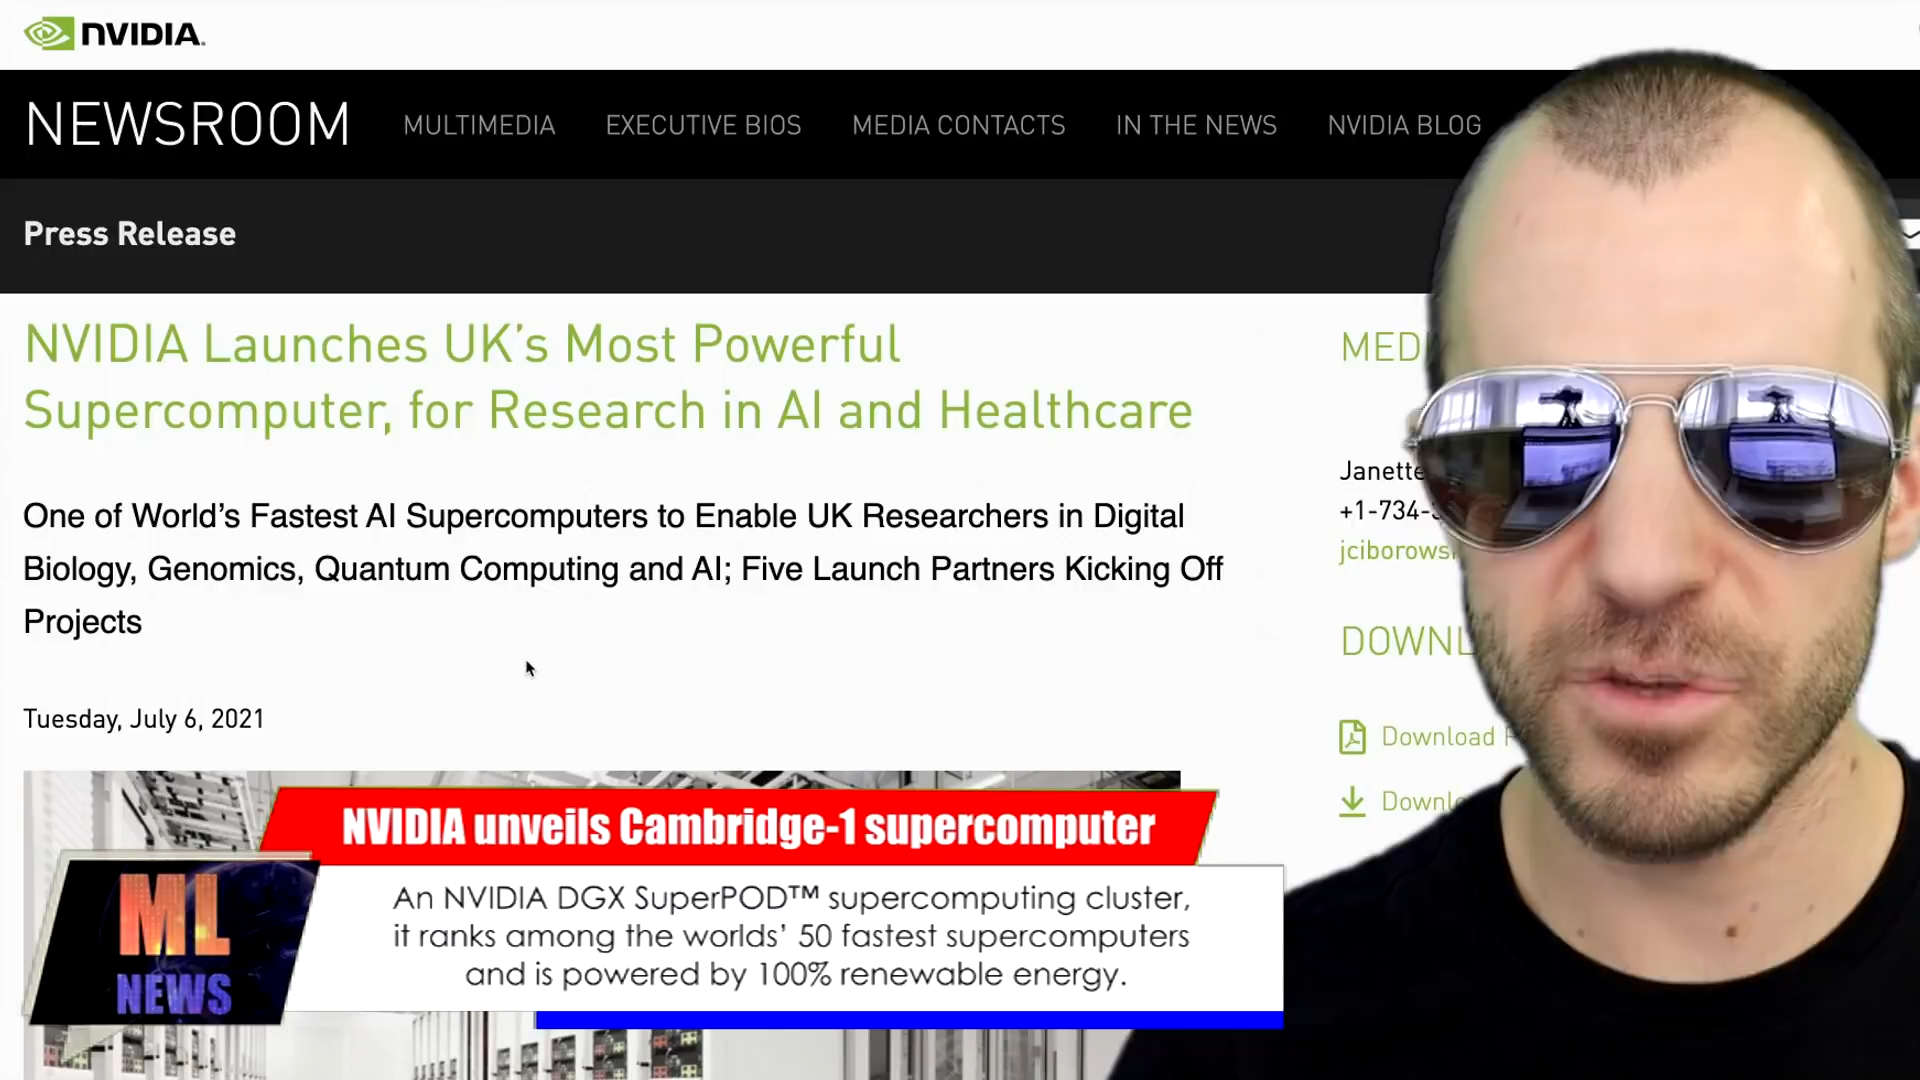 NVIDIA.
NEWSROOM MULTIMEDIA EXECUTIVE BIOS MEDIA CONTACTS IN THE NEWS NVIDIA BLOG
Press Release
NVIDIA Launches UK's Most Powerful
Supercomputer, for Research in AI and Healthcare
One of World's Fastest AI Supercomputers to Enable UK Researchers in Digital
Biology, Genomics, Quantum Computing and AI; Five Launch Partners Kicking Off
Projects
Tuesday, July 6, 2021
Janette
+1-734-
Download
NVIDIA unveils Cambridge-1 supercomputer
An NVIDIA DGX SuperPOD™ supercomputing cluster,
it ranks among the worlds' 50 fastest supercomputers
and is powered by 100% renewable energy.
ML
NEWS